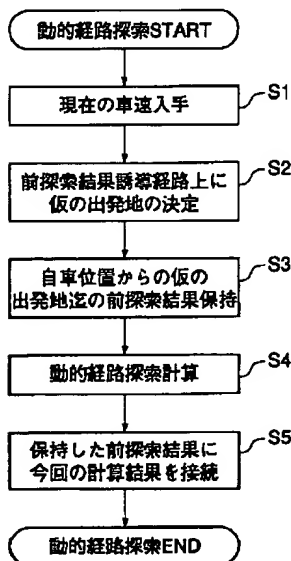 動的経路探索START
現在の車速入手
S1
前探索結果誘導経路上に
仮の出発地の決定
S2
自車位置からの仮の
出発地迄の前探索結果保持
S3
動的経路探索計算
S4
保持した前探索結果に
今回の計算結果を接続
S5
動的経路探索END